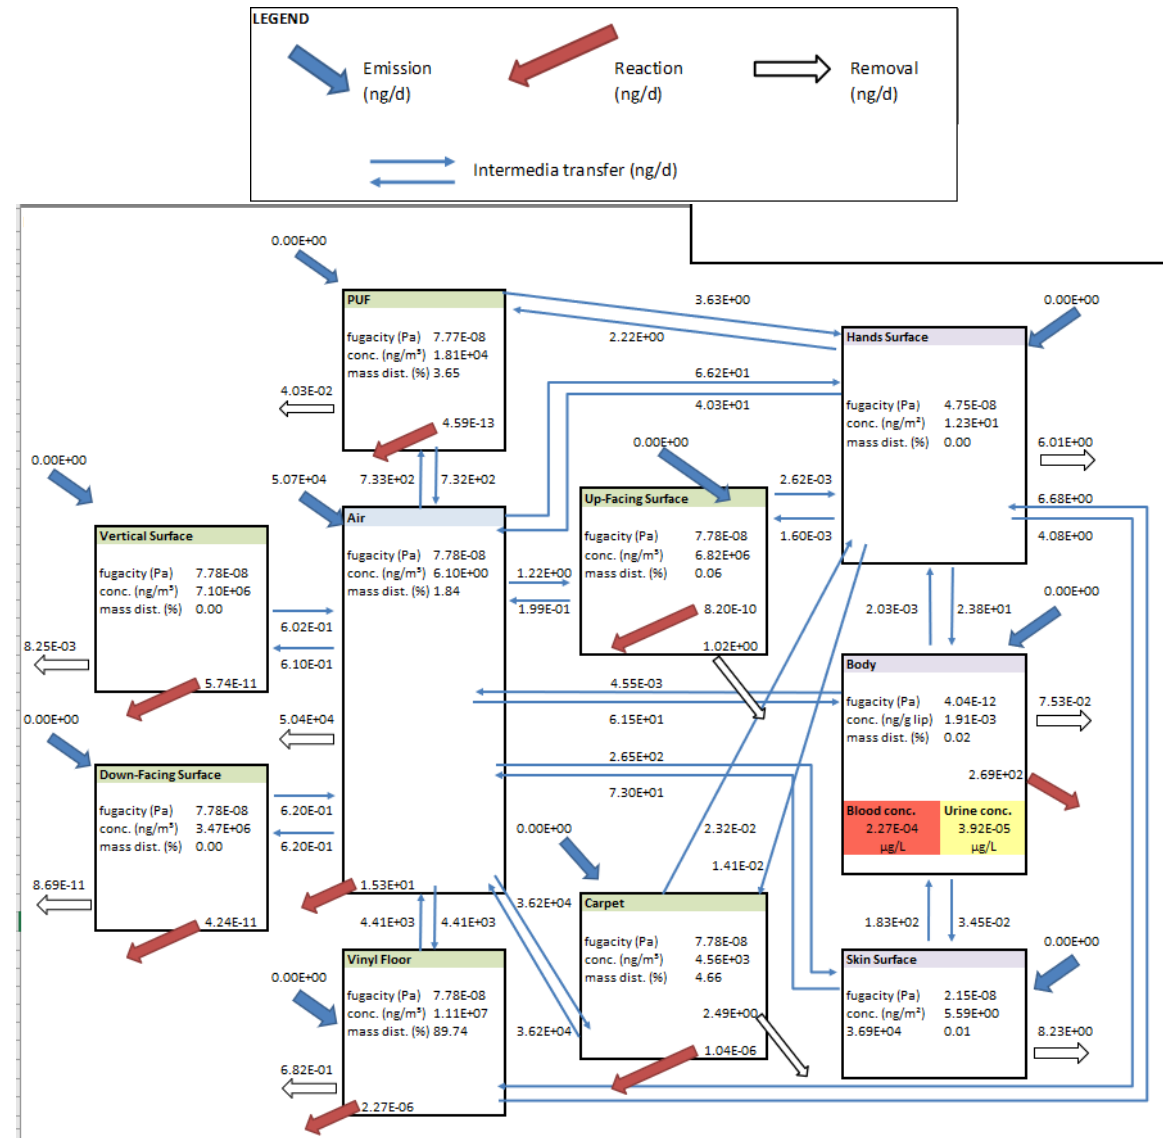 LEGEND
Emission
(ng/d)
Reaction
(ng/d)
Removal
(ng/d)
Intermedia transfer (ng/d)
0.00E+00
PUF
fugacity (Pa) 7.77E-08
conc. (ng/m³) 1.81E+04
mass dist. (%) 3.65
4.03E-02
4.59E-13
7.33E+02
7.32E+02
3.63E+00
2.22E+00
6.62E+01
4.03E+01
0.00E+00
Hands Surface
fugacity (Pa) 4.75E-08
conc. (ng/m²) 1.23E+01
mass dist. (%) 0.00
6.01E+00
6.68E+00
4.08E+00
0.00E+00
Vertical Surface
fugacity (Pa) 7.78E-08
conc. (ng/m³) 7.10E+06
mass dist. (%) 0.00
8.25E-03
5.74E-11
6.02E-01
6.10E-01
5.07E+04
Air
fugacity (Pa) 7.78E-08
conc. (ng/m³) 6.10E+00
mass dist. (%) 1.84
5.04E+04
1.53E+01
1.22E+00
1.99E-01
0.00E+00
Up-Facing Surface
fugacity (Pa) 7.78E-08
conc. (ng/m³) 6.82E+06
mass dist. (%) 0.06
8.20E-10
1.02E+00
2.62E-03
1.60E-03
2.03E-03
2.38E+01
0.00E+00
Body
fugacity (Pa) 4.04E-12
conc. (ng/g lip) 1.91E-03
mass dist. (%) 0.02
7.53E-02
2.69E+02
Blood conc.
2.27E-04
µg/L
Urine conc.
3.92E-05
µg/L
4.55E-03
6.15E+01
2.65E+02
7.30E+01
0.00E+00
Down-Facing Surface
fugacity (Pa) 7.78E-08
conc. (ng/m³) 3.47E+06
mass dist. (%) 0.00
8.69E-11
4.24E-11
6.20E-01
6.20E-01
4.41E+03
4.41E+03
0.00E+00
Vinyl Floor
fugacity (Pa) 7.78E-08
conc. (ng/m³) 1.11E+07
mass dist. (%) 89.74
6.82E-01
2.27E-06
3.62E+04
3.62E+04
2.32E-02
1.41E-02
0.00E+00
Carpet
fugacity (Pa) 7.78E-08
conc. (ng/m³) 4.56E+03
mass dist. (%) 4.66
2.49E+00
1.04E-06
1.83E+02
3.45E-02
0.00E+00
Skin Surface
fugacity (Pa) 2.15E-08
conc. (ng/m²) 5.59E+00
3.69E+04 0.01
8.23E+00